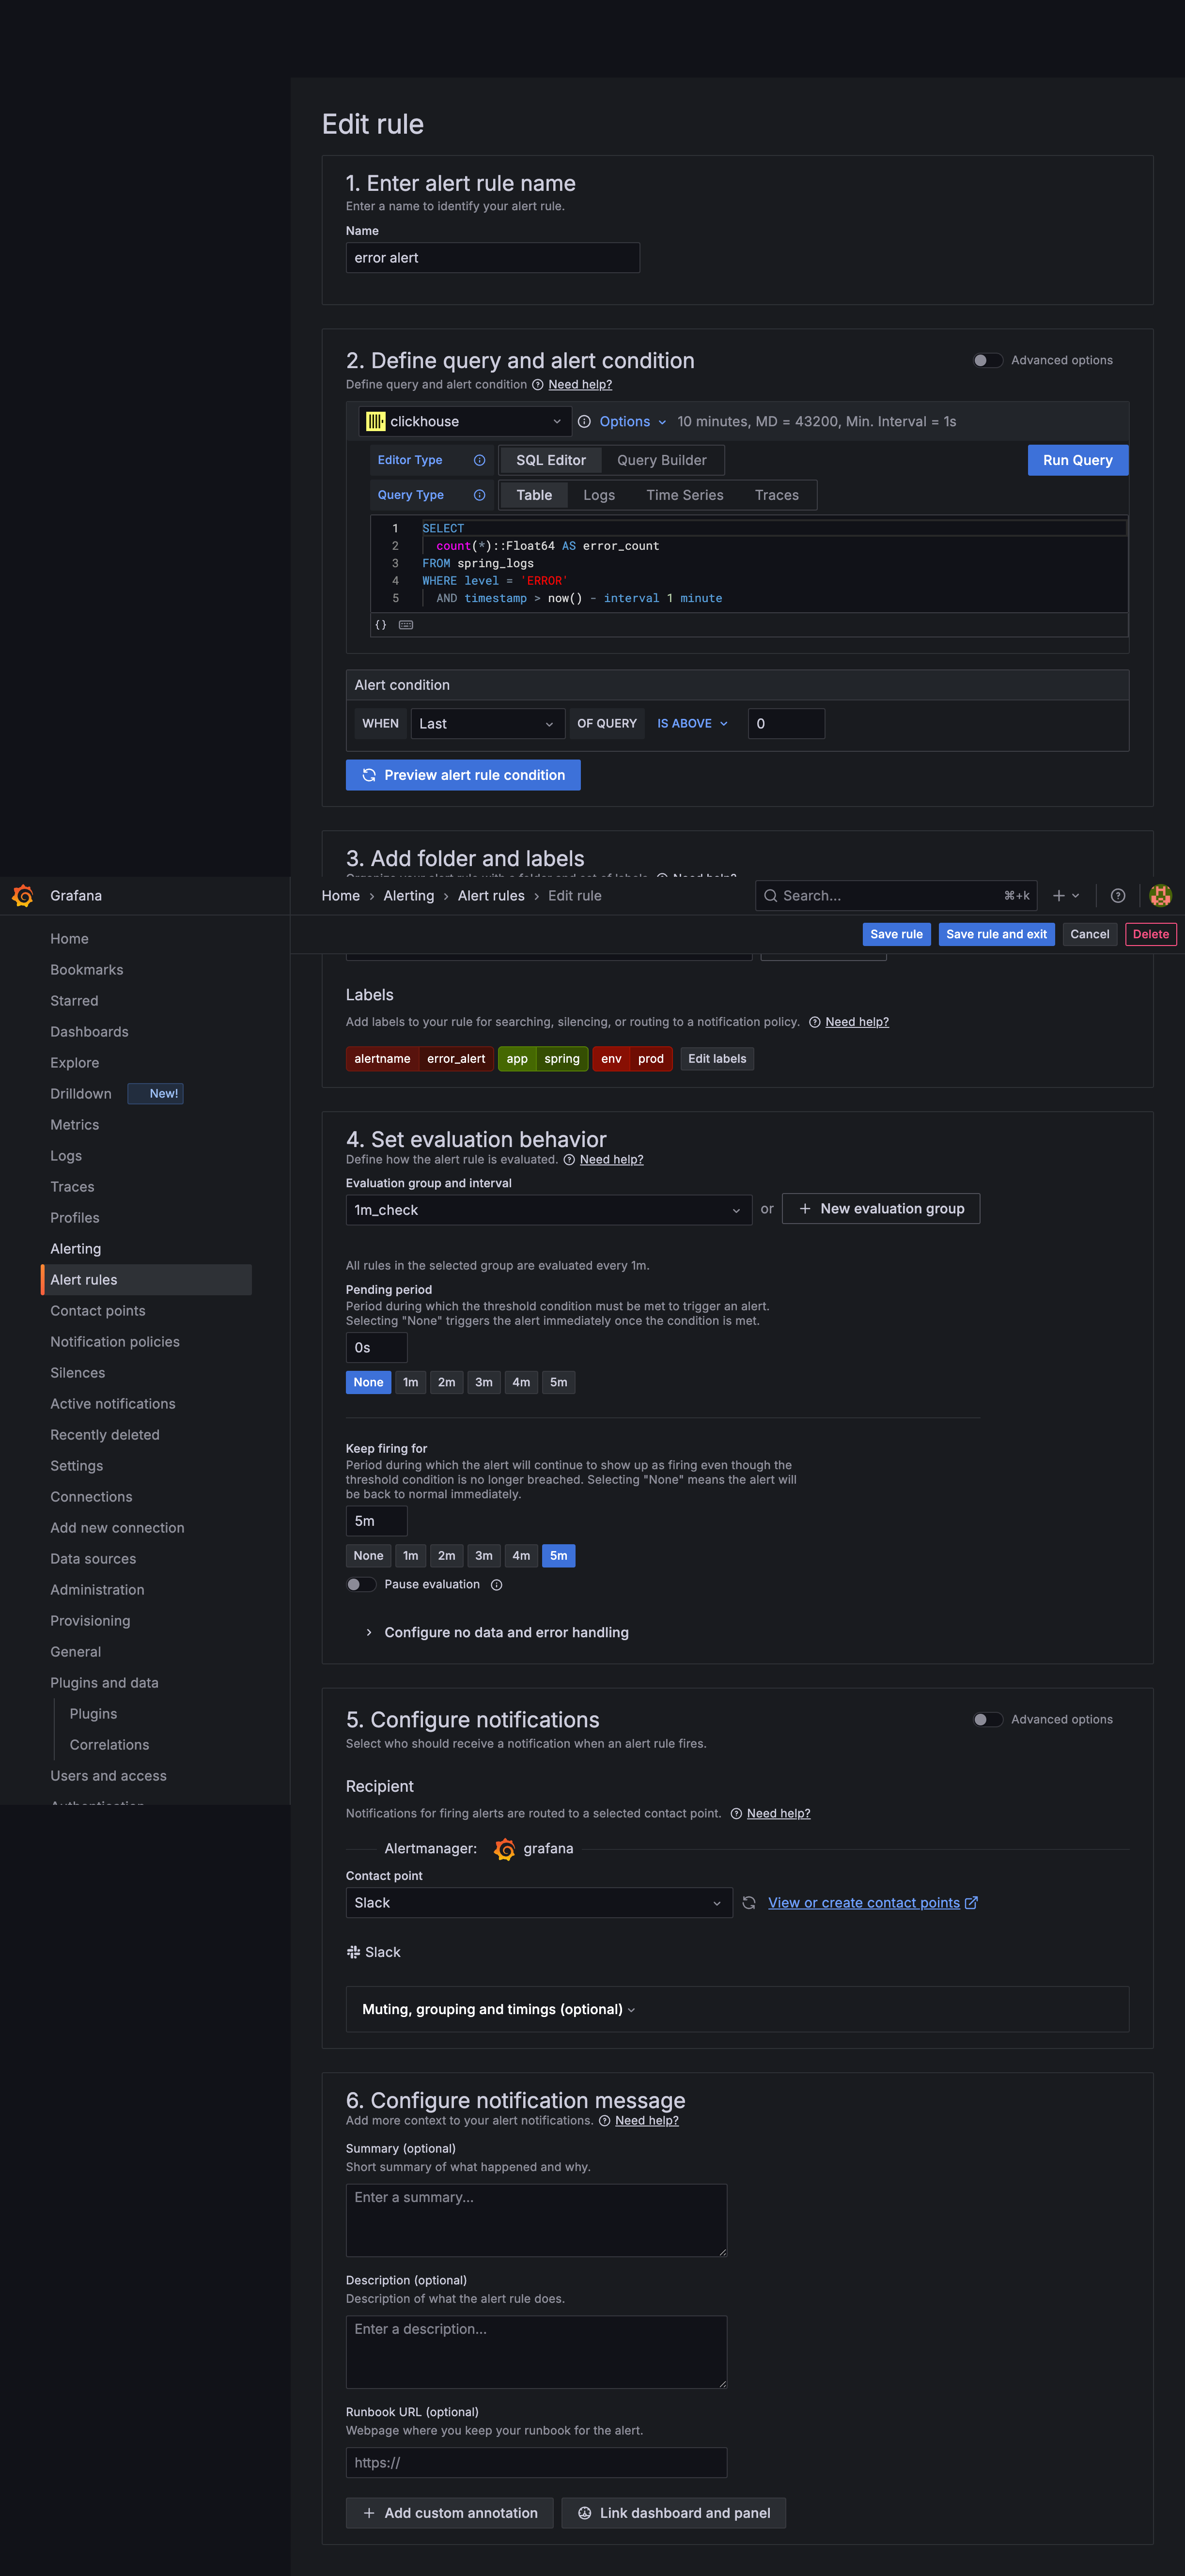 Edit rule
1. Enter alert rule name
Enter a name to identify your alert rule.
Name
error alert
2. Define query and alert condition
Advanced options
Define query and alert condition Need help?
clickhouse
Options 10 minutes, MD = 43200, Min. Interval = 1s
Editor Type SQL Editor Query Builder Run Query
Query Type Table Logs Time Series Traces
1 SELECT
2 count(*)::Float64 AS error_count
3 FROM spring_logs
4 WHERE level = 'ERROR'
5 AND timestamp > now() - interval 1 minute
{}
Alert condition
WHEN Last OF QUERY IS ABOVE 0
Preview alert rule condition
3. Add folder and labels
Grafana
Home › Alerting › Alert rules › Edit rule
Search... ⌘+k
Save rule Save rule and exit Cancel Delete
Home
Bookmarks
Starred
Dashboards
Explore
Drilldown New!
Metrics
Logs
Traces
Profiles
Alerting
Alert rules
Contact points
Notification policies
Silences
Active notifications
Recently deleted
Settings
Connections
Add new connection
Data sources
Administration
Provisioning
General
Plugins and data
Plugins
Correlations
Users and access
Labels
Add labels to your rule for searching, silencing, or routing to a notification policy. Need help?
alertname error_alert app spring env prod Edit labels
4. Set evaluation behavior
Define how the alert rule is evaluated. Need help?
Evaluation group and interval
1m_check or + New evaluation group
All rules in the selected group are evaluated every 1m.
Pending period
Period during which the threshold condition must be met to trigger an alert.
Selecting "None" triggers the alert immediately once the condition is met.
0s
None 1m 2m 3m 4m 5m
Keep firing for
Period during which the alert will continue to show up as firing even though the
threshold condition is no longer breached. Selecting "None" means the alert will
be back to normal immediately.
5m
None 1m 2m 3m 4m 5m
Pause evaluation
Configure no data and error handling
5. Configure notifications
Advanced options
Select who should receive a notification when an alert rule fires.
Recipient
Notifications for firing alerts are routed to a selected contact point. Need help?
Alertmanager: grafana
Contact point
Slack View or create contact points
Slack
Muting, grouping and timings (optional)
6. Configure notification message
Add more context to your alert notifications. Need help?
Summary (optional)
Short summary of what happened and why.
Enter a summary...
Description (optional)
Description of what the alert rule does.
Enter a description...
Runbook URL (optional)
Webpage where you keep your runbook for the alert.
https://
+ Add custom annotation Link dashboard and panel